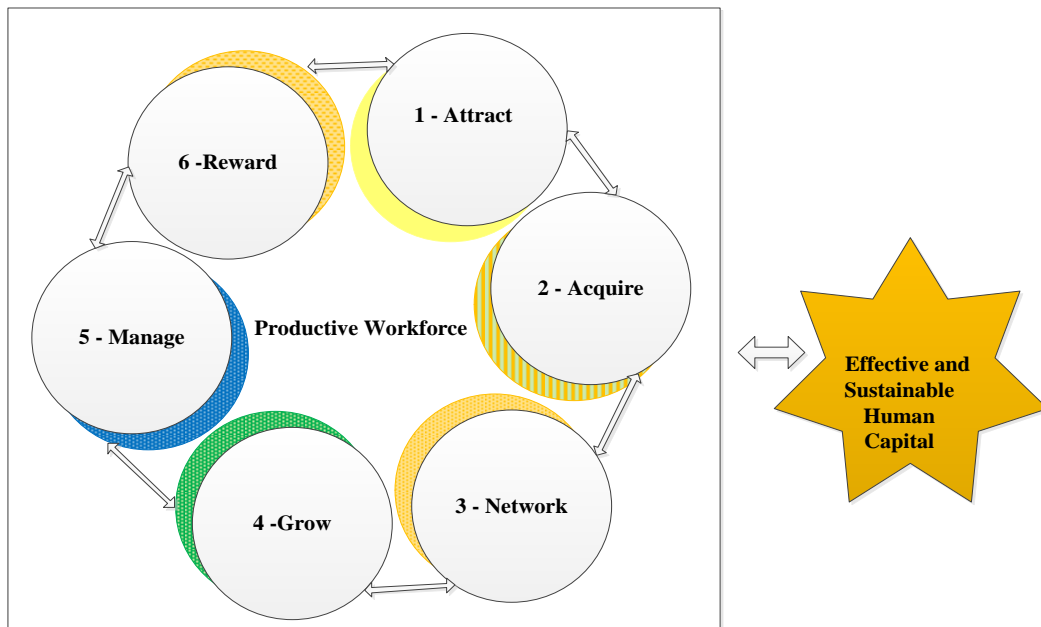 1 - Attract
6 -Reward
2 - Acquire
5 - Manage
Productive Workforce
3 - Network
4 -Grow
Effective and
Sustainable
Human
Capital